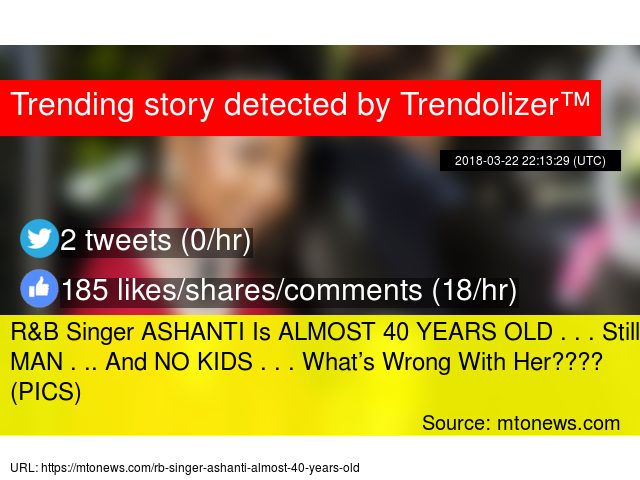 Trending story detected by Trendolizer™
2018-03-22 22:13:29 (UTC)
2 tweets (0/hr)
185 likes/shares/comments (18/hr)
R&B Singer ASHANTI Is ALMOST 40 YEARS OLD . . . Still
MAN . .. And NO KIDS . . . What’s Wrong With Her????
(PICS)
Source: mtonews.com
URL: https://mtonews.com/rb-singer-ashanti-almost-40-years-old